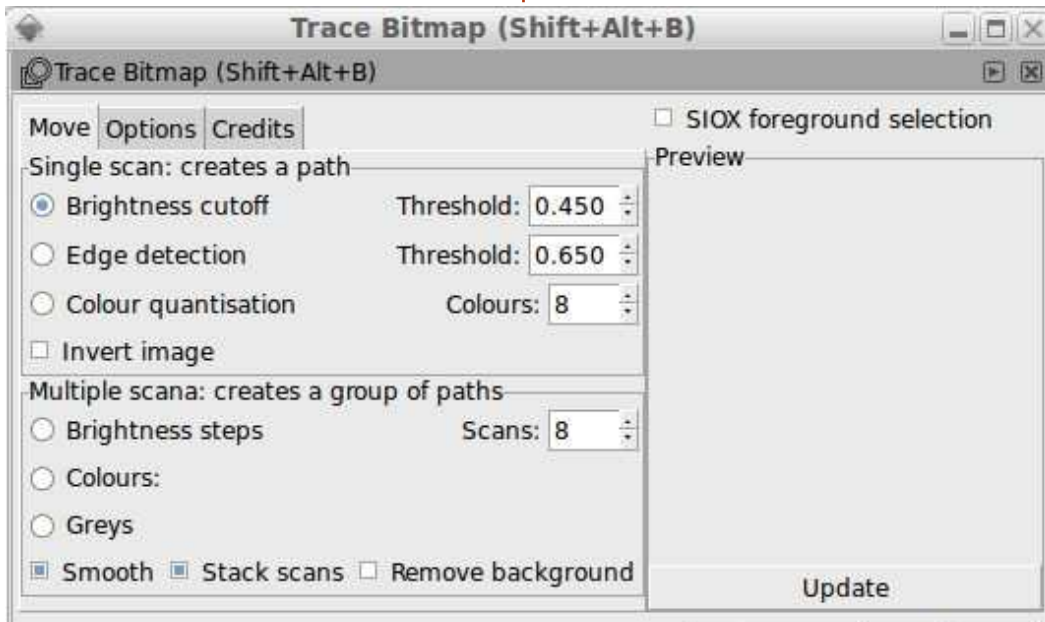 Trace Bitmap (Shift+Alt+B)
Trace Bitmap (Shift+Alt+B)
Move Options Credits
SIOX foreground selection
Single scan: creates a path
Preview
Brightness cutoff Threshold: 0.450
Edge detection Threshold: 0.650
Colour quantisation Colours: 8
Invert image
Multiple scana: creates a group of paths
Brightness steps Scans: 8
Colours:
Greys
Smooth Stack scans Remove background
Update